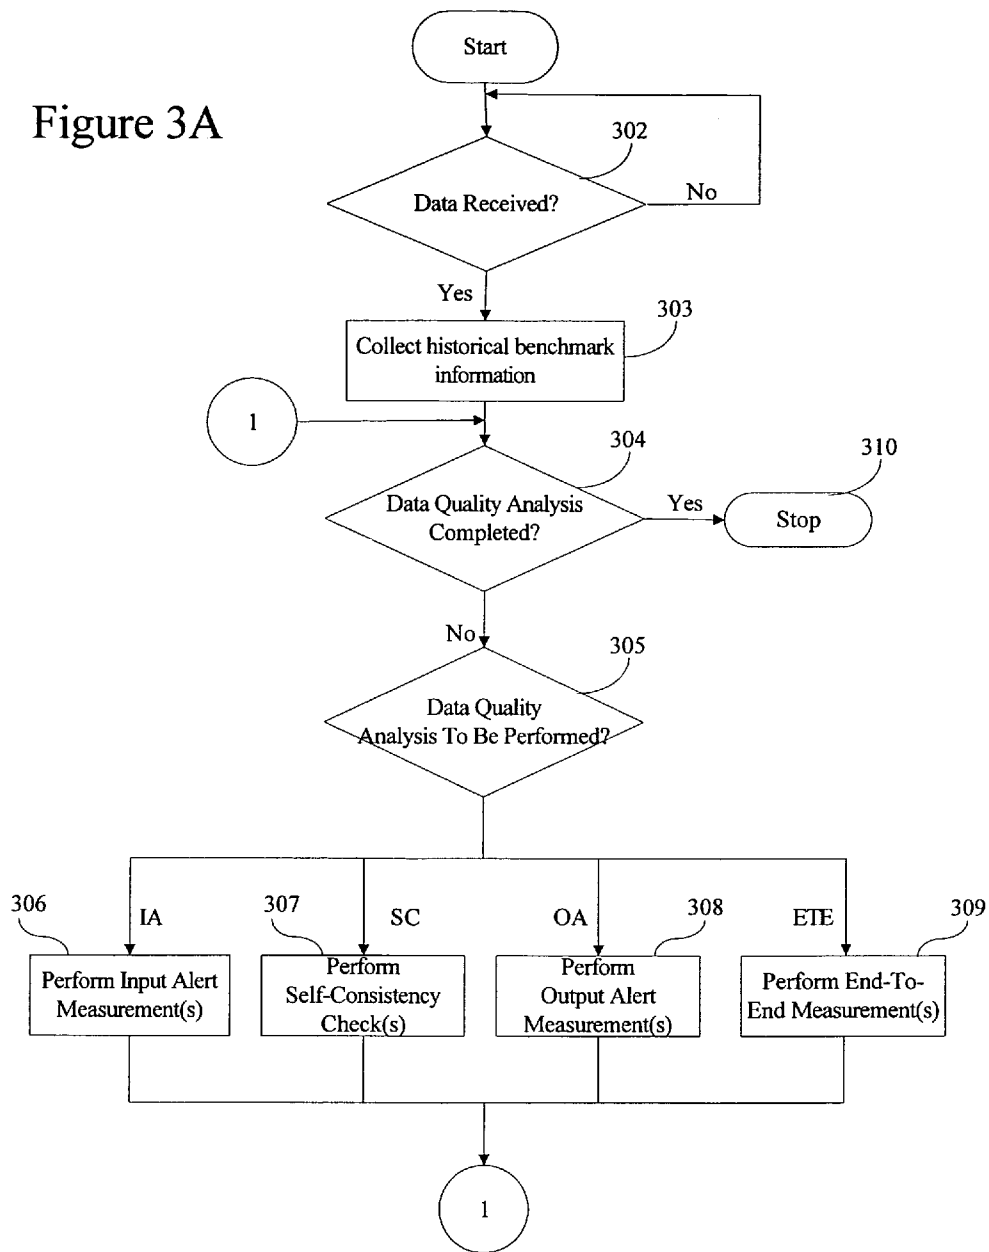 Start
Figure 3A
302
Data Received?
No
Yes
303
Collect historical benchmark
information
1
304
310
Data Quality Analysis
Completed?
Yes
Stop
No
305
Data Quality
Analysis To Be Performed?
306
IA
307
SC
OA
308
ETE
309
Perform Input Alert
Measurement(s)
Perform
Self-Consistency
Check(s)
Perform
Output Alert
Measurement(s)
Perform End-To-
End Measurement(s)
1